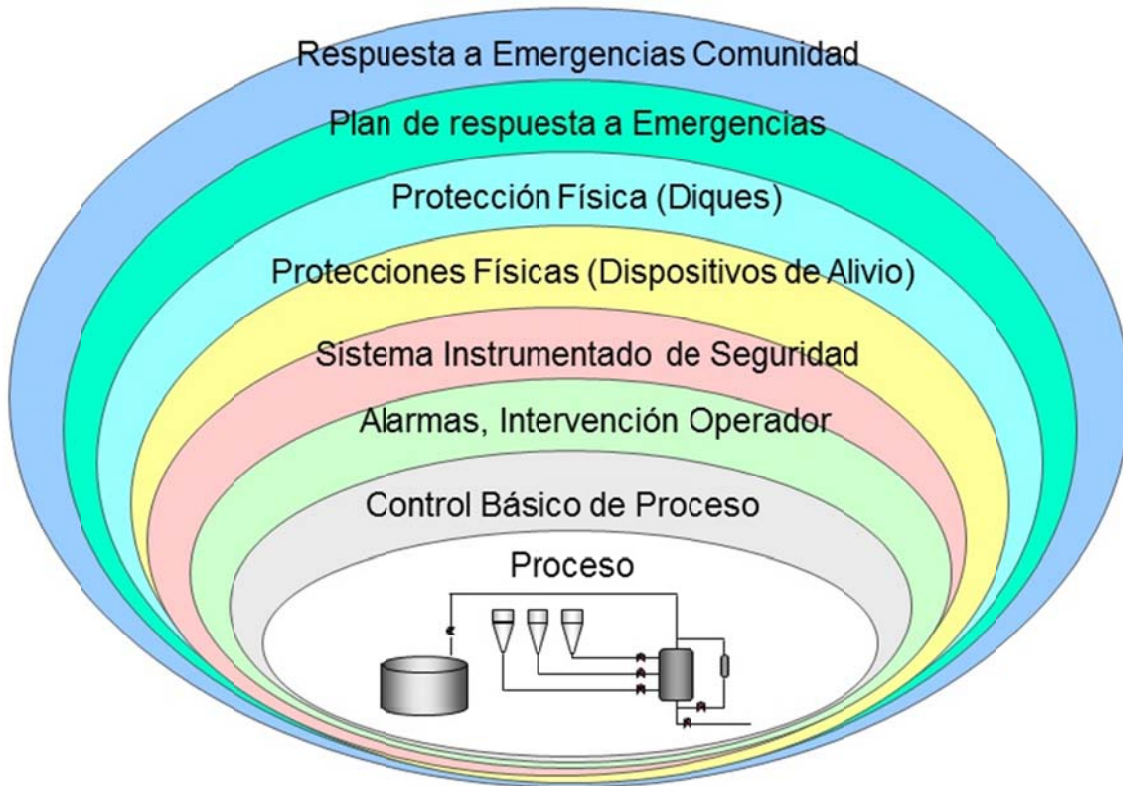 Respuesta a Emergencias Comunidad
Plan de respuesta a Emergencias
Protección Física (Diques)
Protecciones Físicas (Dispositivos de Alivio)
Sistema Instrumentado de Seguridad
Alarmas, Intervención Operador
Control Básico de Proceso
Proceso